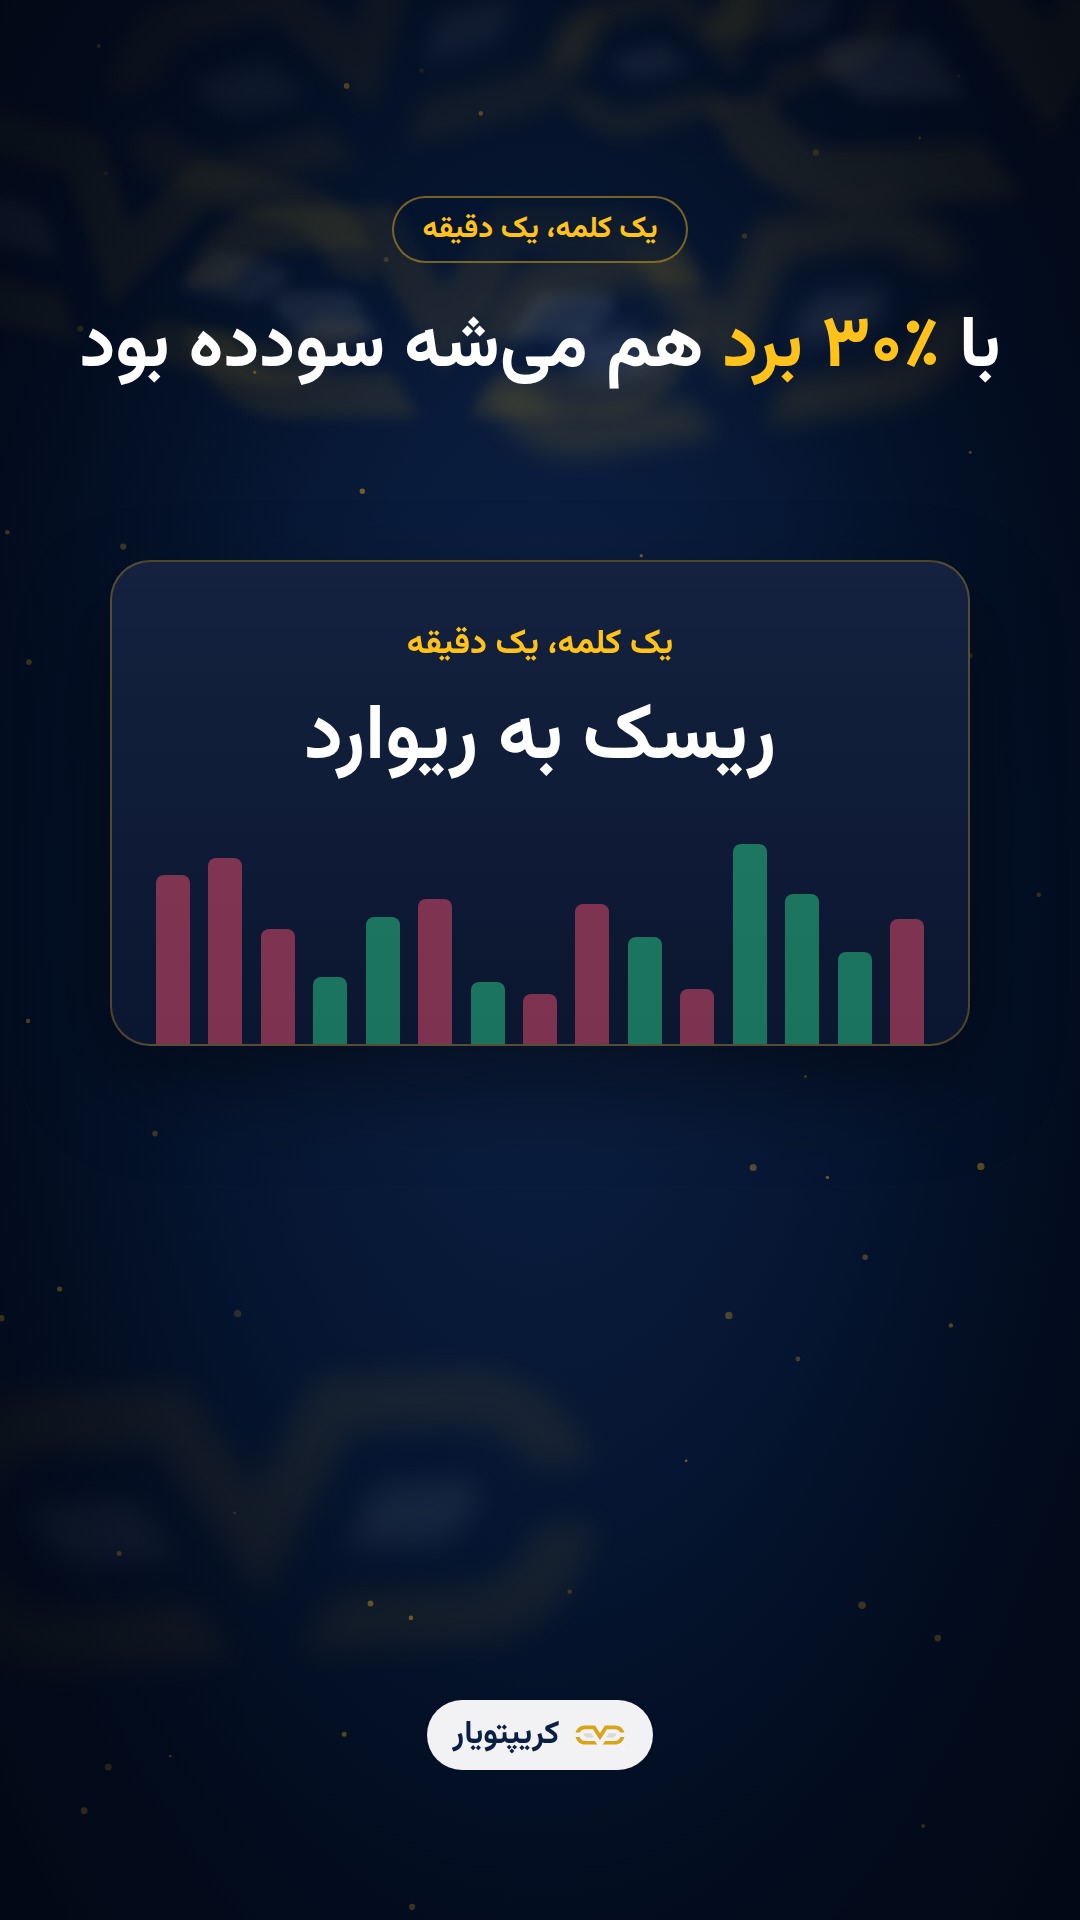 یک کلمه، یک دقیقه
با ۳۰٪ برد هم می‌شه سودده بود
یک کلمه، یک دقیقه
ریسک به ریوارد
کریپتویار